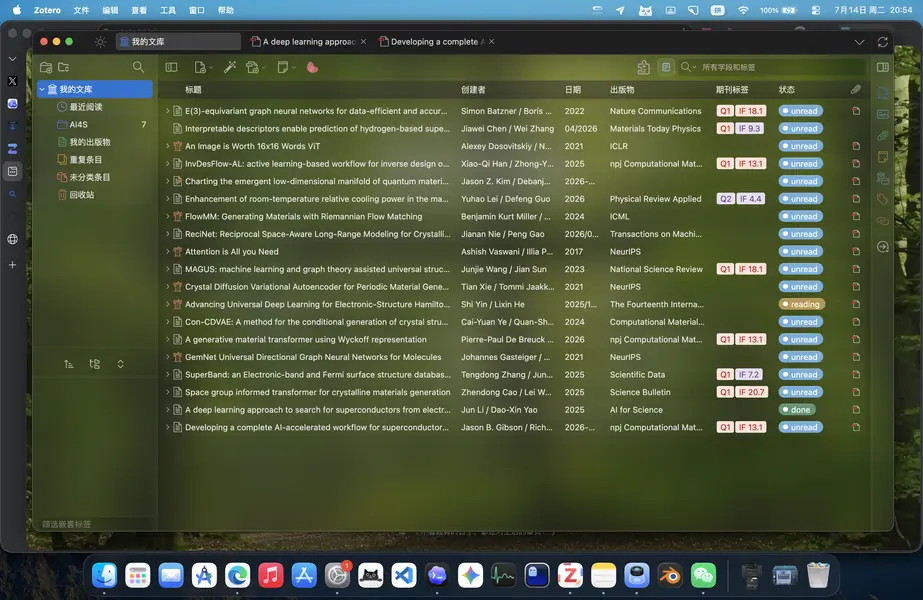 Zotero 文件 编辑 查看 工具 窗口 帮助 拼 100% 7月14日 周二 20:54
我的文库 A deep learning approac × Developing a complete A ×
所有字段和标签
我的文库
最近阅读
AI4S 7
我的出版物
重复条目
未分类条目
回收站
标题 创建者 日期 出版物 期刊标签 状态
E(3)-equivariant graph neural networks for data-efficient and accur... Simon Batzner / Boris ... 2022 Nature Communications Q1 IF 18.1 unread
Interpretable descriptors enable prediction of hydrogen-based supe... Jiawei Chen / Wei Zhang 04/2026 Materials Today Physics Q1 IF 9.3 unread
An Image is Worth 16x16 Words ViT Alexey Dosovitskiy / N... 2021 ICLR unread
InvDesFlow-AL: active learning-based workflow for inverse design o... Xiao-Qi Han / Zhong-Y... 2025 npj Computational Mat... Q1 IF 13.1 unread
Charting the emergent low-dimensional manifold of quantum materi... Jason Z. Kim / Debanj... 2026-... unread
Enhancement of room-temperature relative cooling power in the ma... Yuhao Lei / Defeng Guo 2026 Physical Review Applied Q2 IF 4.4 unread
FlowMM: Generating Materials with Riemannian Flow Matching Benjamin Kurt Miller / ... 2024 ICML unread
ReciNet: Reciprocal Space-Aware Long-Range Modeling for Crystalli... Jianan Nie / Peng Gao 2026/0... Transactions on Machi... unread
Attention is All you Need Ashish Vaswani / Illia P... 2017 NeurIPS unread
MAGUS: machine learning and graph theory assisted universal struc... Junjie Wang / Jian Sun 2023 National Science Review Q1 IF 18.1 unread
Crystal Diffusion Variational Autoencoder for Periodic Material Gene... Tian Xie / Tommi Jaakk... 2021 NeurIPS unread
Advancing Universal Deep Learning for Electronic-Structure Hamilto... Shi Yin / Lixin He 2025/1... The Fourteenth Interna... reading
Con-CDVAE: A method for the conditional generation of crystal stru... Cai-Yuan Ye / Quan-Sh... 2024 Computational Material... unread
A generative material transformer using Wyckoff representation Pierre-Paul De Breuck ... 2026 npj Computational Mat... Q1 IF 13.1 unread
GemNet Universal Directional Graph Neural Networks for Molecules Johannes Gasteiger / ... 2021 NeurIPS unread
SuperBand: an Electronic-band and Fermi surface structure databas... Tengdong Zhang / Jun... 2025 Scientific Data Q1 IF 7.2 unread
Space group informed transformer for crystalline materials generation Zhendong Cao / Lei W... 2025 Science Bulletin Q1 IF 20.7 unread
A deep learning approach to search for superconductors from electr... Jun Li / Dao-Xin Yao 2025 AI for Science done
Developing a complete AI-accelerated workflow for superconductor... Jason B. Gibson / Rich... 2026-... npj Computational Mat... Q1 IF 13.1 unread
筛选嵌套标签